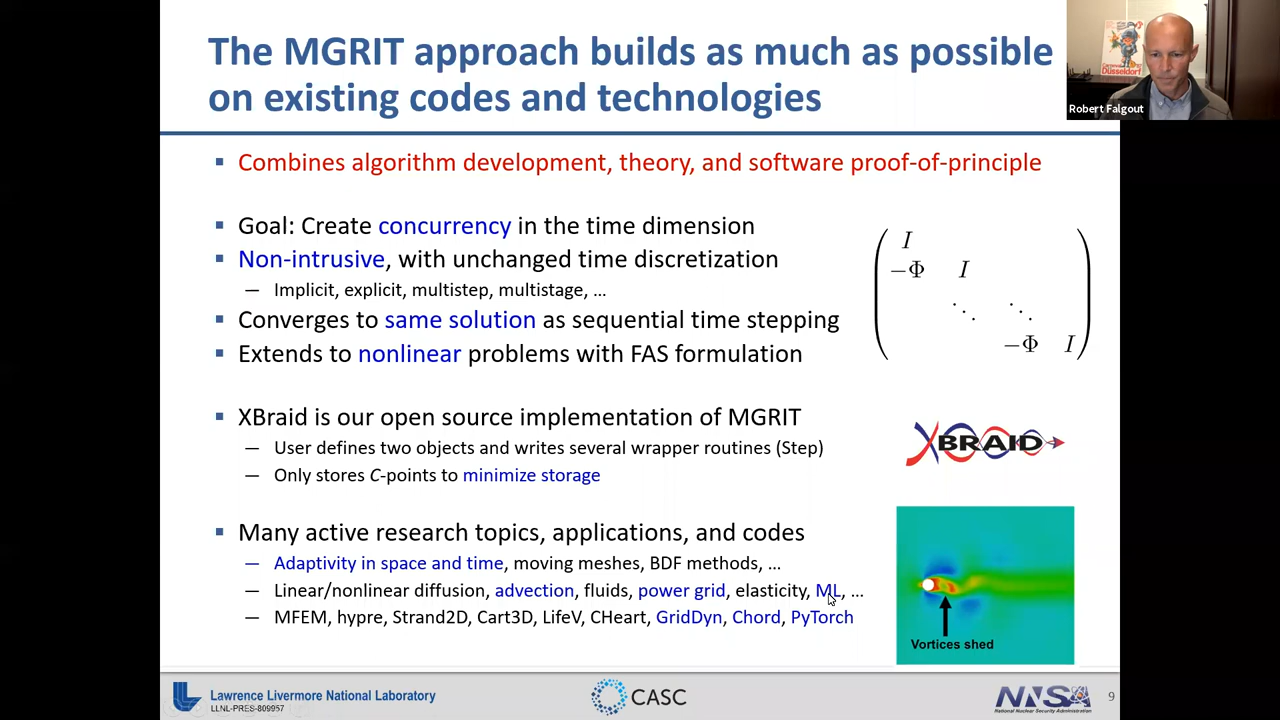 The MGRIT approach builds as much as possible
on existing codes and technologies
Düsseldorf
Robert Falgout
▪ Combines algorithm development, theory, and software proof-of-principle
▪ Goal: Create concurrency in the time dimension
▪ Non-intrusive, with unchanged time discretization
— Implicit, explicit, multistep, multistage, ...
▪ Converges to same solution as sequential time stepping
▪ Extends to nonlinear problems with FAS formulation
I
−Φ I
⋱ ⋱
−Φ I
▪ XBraid is our open source implementation of MGRIT
— User defines two objects and writes several wrapper routines (Step)
— Only stores C-points to minimize storage
XBRAID
▪ Many active research topics, applications, and codes
— Adaptivity in space and time, moving meshes, BDF methods, ...
— Linear/nonlinear diffusion, advection, fluids, power grid, elasticity, ML, ...
— MFEM, hypre, Strand2D, Cart3D, LifeV, CHeart, GridDyn, Chord, PyTorch
Vortices shed
Lawrence Livermore National Laboratory
LLNL-PRES-809957
CASC
NNSA
National Nuclear Security Administration
9